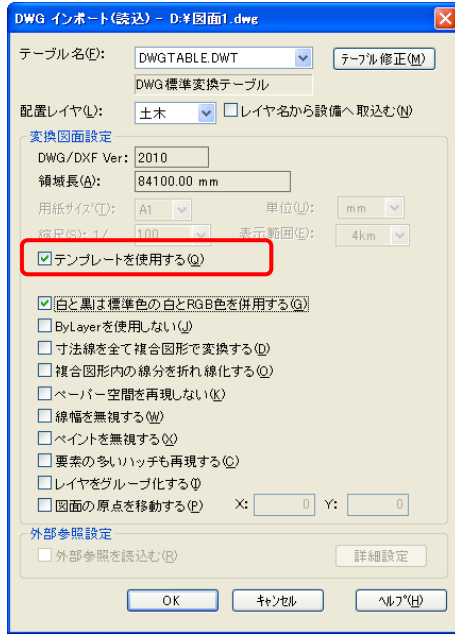 DWG インポート(読込) - D:¥図面1.dwg
テーブル名(F): DWGTABLE.DWT テーブル修正(M)
DWG標準変換テーブル
配置レイヤ(L): 土木 レイヤ名から設備へ取込む(N)
変換図面設定
DWG/DXF Ver: 2010
領域長(A): 84100.00 mm
用紙サイズ(T): A1 単位(U): mm
縮尺(S): 1/ 100 表示範囲(E): 4km
テンプレートを使用する(Q)
白と黒は標準色の白とRGB色を併用する(G)
ByLayerを使用しない(J)
寸法線を全て複合図形で変換する(D)
複合図形内の線分を折れ線化する(O)
ペーパー空間を再現しない(K)
線幅を無視する(W)
ペイントを無視する(X)
要素の多いハッチも再現する(C)
レイヤをグループ化する(I)
図面の原点を移動する(P) X: 0 Y: 0
外部参照設定
外部参照を読込む(R) 詳細設定
OK キャンセル ヘルプ(H)